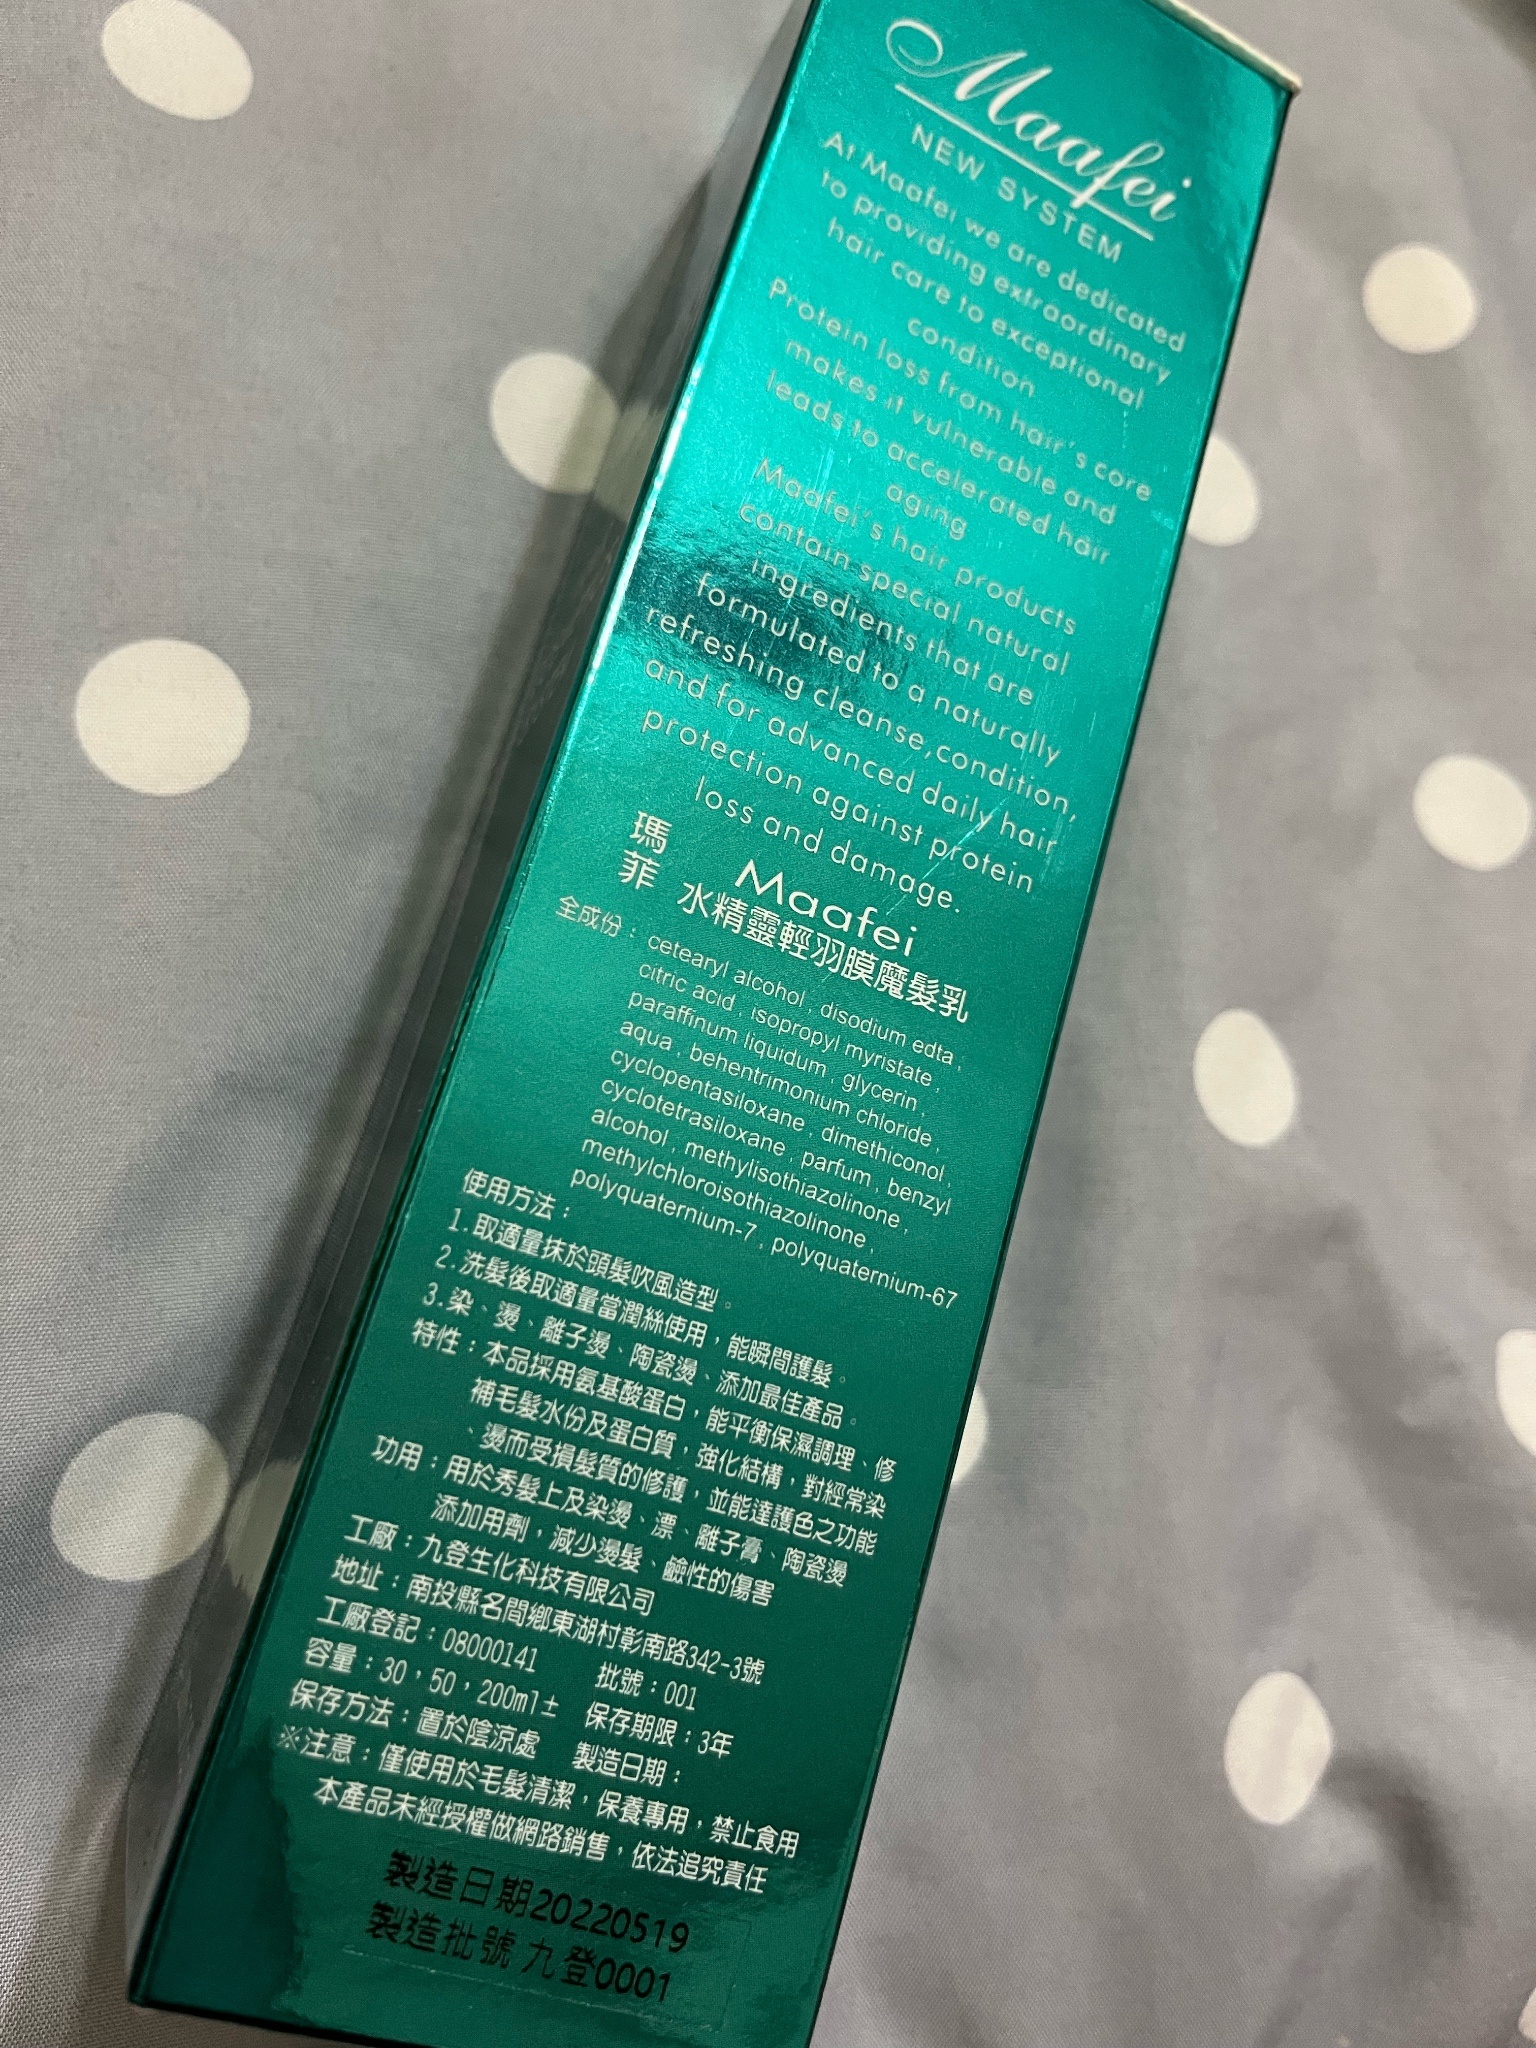 Maafei
NEW SYSTEM
At Maafei we are dedicated
to providing extraordinary
hair care to exceptional
condition
Protein loss from hair's core
makes it vulnerable and
leads to accelerated hair
aging
Maafei's hair products
contain special natural
ingredients that are
formulated to a naturally
refreshing cleanse,condition,
and for advanced daily hair
protection against protein
loss and damage.
瑪菲 Maafei
水精靈輕羽膜魔髮乳
全成份：cetearyl alcohol, disodium edta,
citric acid, isopropyl myristate,
paraffinum liquidum, glycerin,
aqua, behentrimonium chloride,
cyclopentasiloxane, dimethiconol,
cyclotetrasiloxane, parfum, benzyl
alcohol, methylisothiazolinone,
methylchloroisothiazolinone,
polyquaternium-7, polyquaternium-67
使用方法：
1.取適量抹於頭髮吹風造型。
2.洗髮後取適量當潤絲使用，能瞬間護髮。
3.染、燙、離子燙、陶瓷燙、添加最佳產品。
特性：本品採用氨基酸蛋白，能平衡保濕調理、修
補毛髮水份及蛋白質，強化結構，對經常染
、燙而受損髮質的修護，並能達護色之功能
功用：用於秀髮上及染燙、漂、離子膏、陶瓷燙
添加用劑，減少燙髮、鹼性的傷害
工廠：九登生化科技有限公司
地址：南投縣名間鄉東湖村彰南路342-3號
工廠登記：08000141 批號：001
容量：30，50，200ml± 保存期限：3年
保存方法：置於陰涼處 製造日期：
※注意：僅使用於毛髮清潔，保養專用，禁止食用
本產品未經授權做網路銷售，依法追究責任
製造日期20220519
製造批號 九登0001